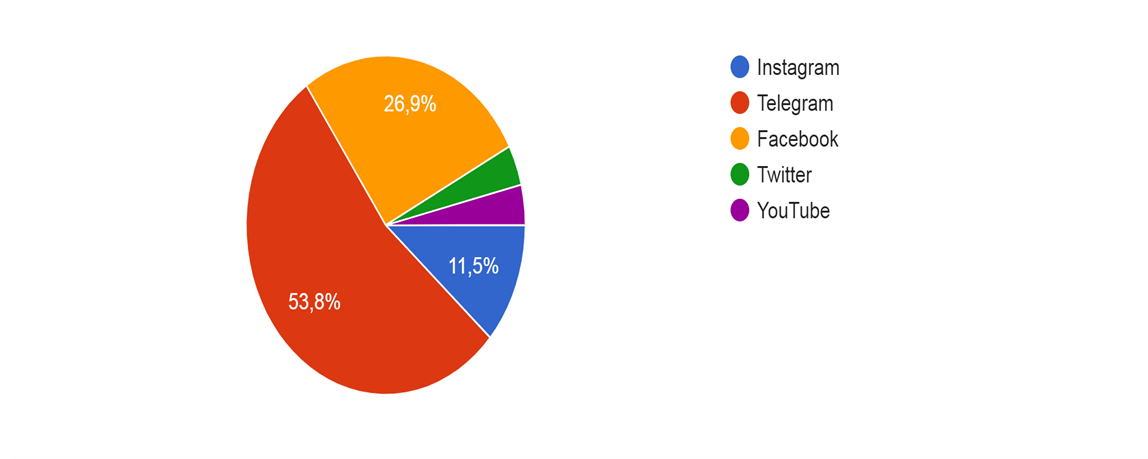 26,9%
11,5%
53,8%
Instagram
Telegram
Facebook
Twitter
YouTube